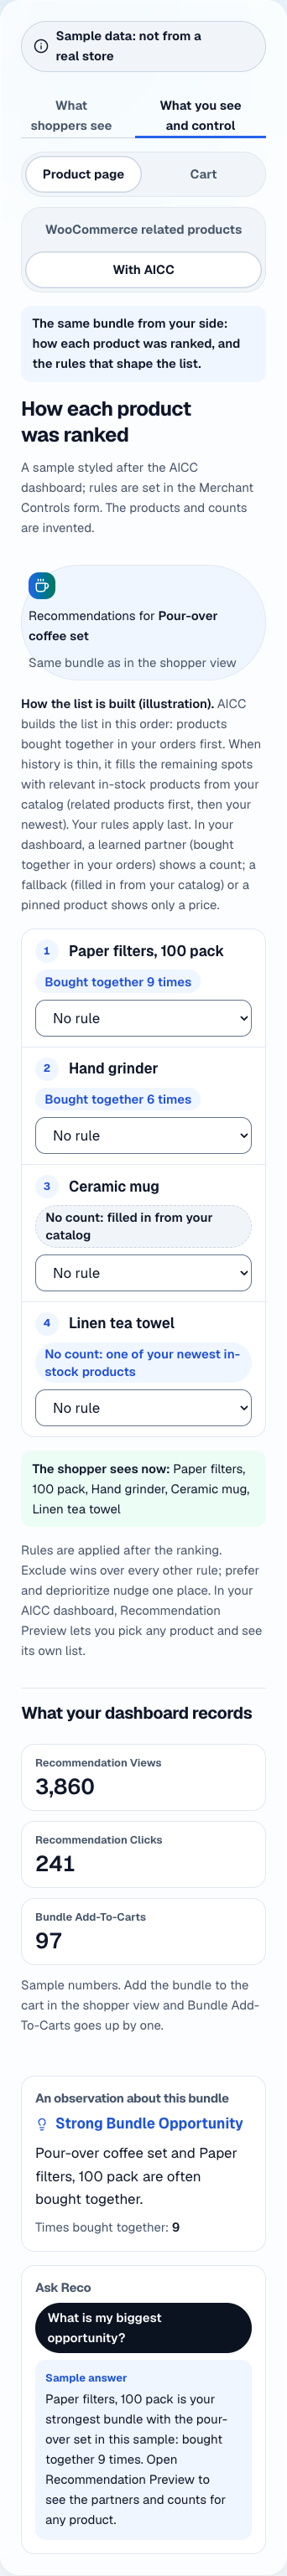 Sample data: not from a
real store
What
shoppers see
What you see
and control
Product page
Cart
WooCommerce related products
With AICC
The same bundle from your side:
how each product was ranked, and
the rules that shape the list.
How each product
was ranked
A sample styled after the AICC
dashboard; rules are set in the Merchant
Controls form. The products and counts
are invented.
Recommendations for Pour-over
coffee set
Same bundle as in the shopper view
How the list is built (illustration). AICC
builds the list in this order: products
bought together in your orders first. When
history is thin, it fills the remaining spots
with relevant in-stock products from your
catalog (related products first, then your
newest). Your rules apply last. In your
dashboard, a learned partner (bought
together in your orders) shows a count; a
fallback (filled in from your catalog) or a
pinned product shows only a price.
1 Paper filters, 100 pack
Bought together 9 times
No rule
2 Hand grinder
Bought together 6 times
No rule
3 Ceramic mug
No count: filled in from your
catalog
No rule
4 Linen tea towel
No count: one of your newest in-
stock products
No rule
The shopper sees now: Paper filters,
100 pack, Hand grinder, Ceramic mug,
Linen tea towel
Rules are applied after the ranking.
Exclude wins over every other rule; prefer
and deprioritize nudge one place. In your
AICC dashboard, Recommendation
Preview lets you pick any product and see
its own list.
What your dashboard records
Recommendation Views
3,860
Recommendation Clicks
241
Bundle Add-To-Carts
97
Sample numbers. Add the bundle to the
cart in the shopper view and Bundle Add-
To-Carts goes up by one.
An observation about this bundle
Strong Bundle Opportunity
Pour-over coffee set and Paper
filters, 100 pack are often
bought together.
Times bought together: 9
Ask Reco
What is my biggest
opportunity?
Sample answer
Paper filters, 100 pack is your
strongest bundle with the pour-
over set in this sample: bought
together 9 times. Open
Recommendation Preview to
see the partners and counts for
any product.